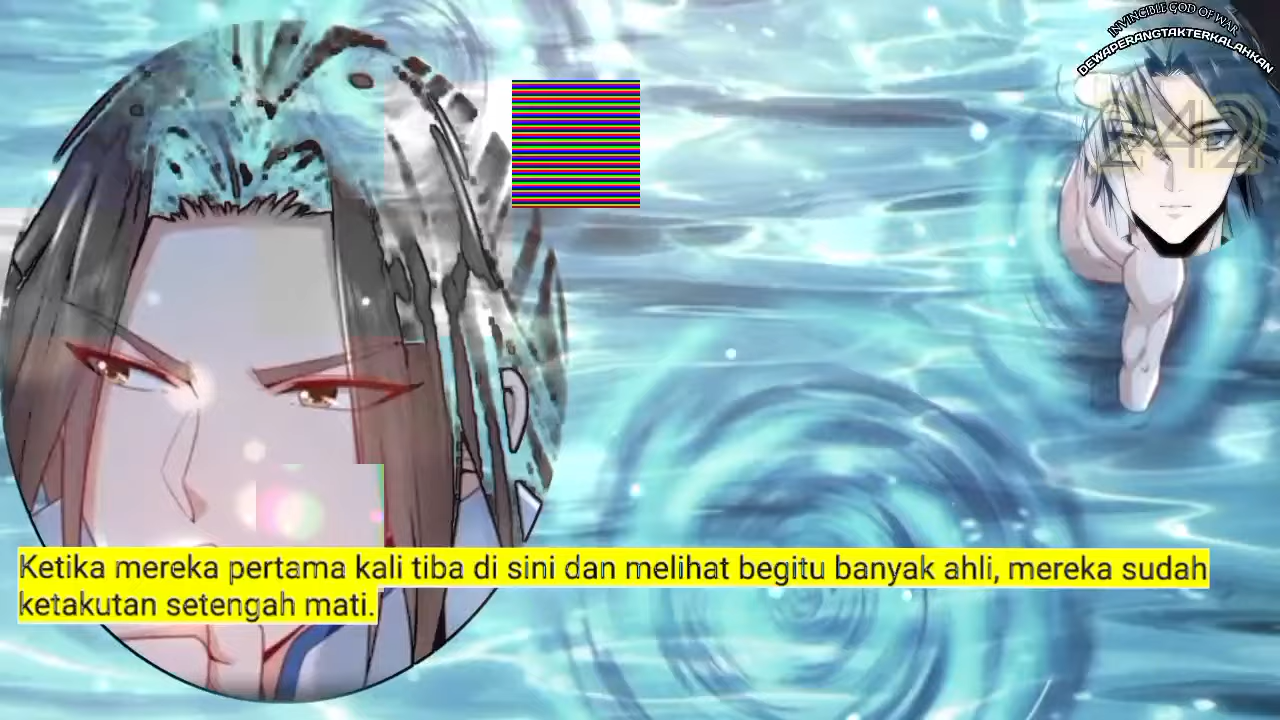 INVINCIBLE GOD OF WAR
DEWAPERANGTAKTERKALAHKAN
242
Ketika mereka pertama kali tiba di sini dan melihat begitu banyak ahli, mereka sudah
ketakutan setengah mati.